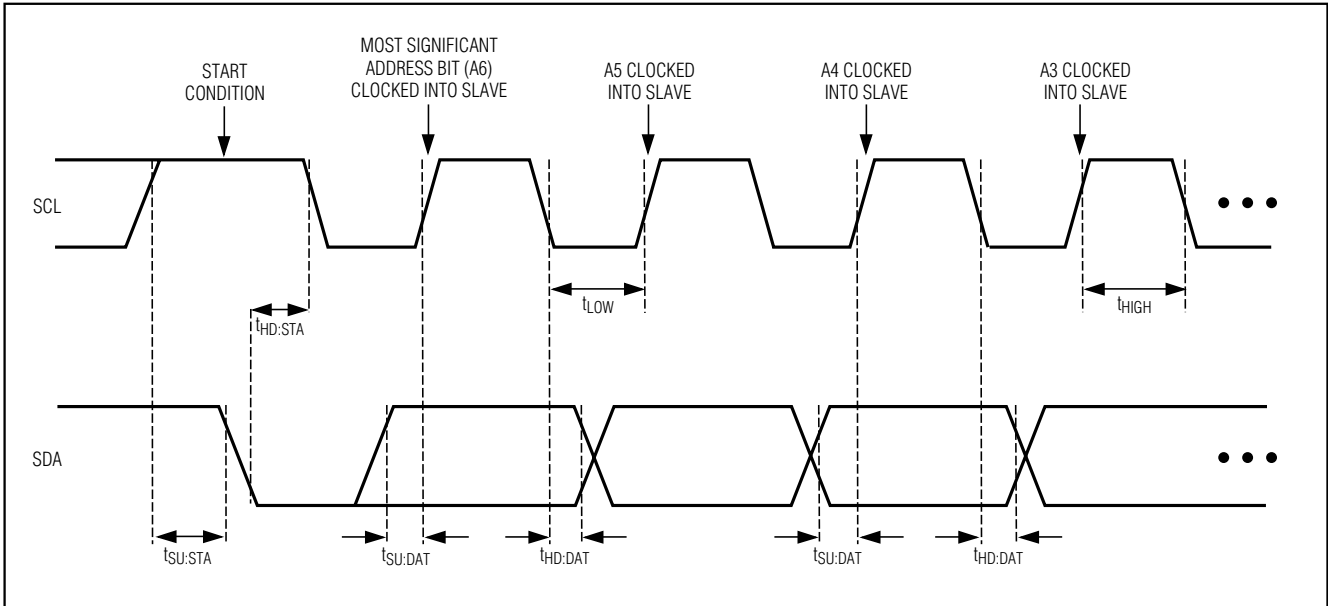 START
CONDITION
MOST SIGNIFICANT
ADDRESS BIT (A6)
CLOCKED INTO SLAVE
A5 CLOCKED
INTO SLAVE
A4 CLOCKED
INTO SLAVE
A3 CLOCKED
INTO SLAVE
SCL
tHD:STA
tLOW
tHIGH
SDA
tSU:STA
tSU:DAT
tHD:DAT
tSU:DAT
tHD:DAT